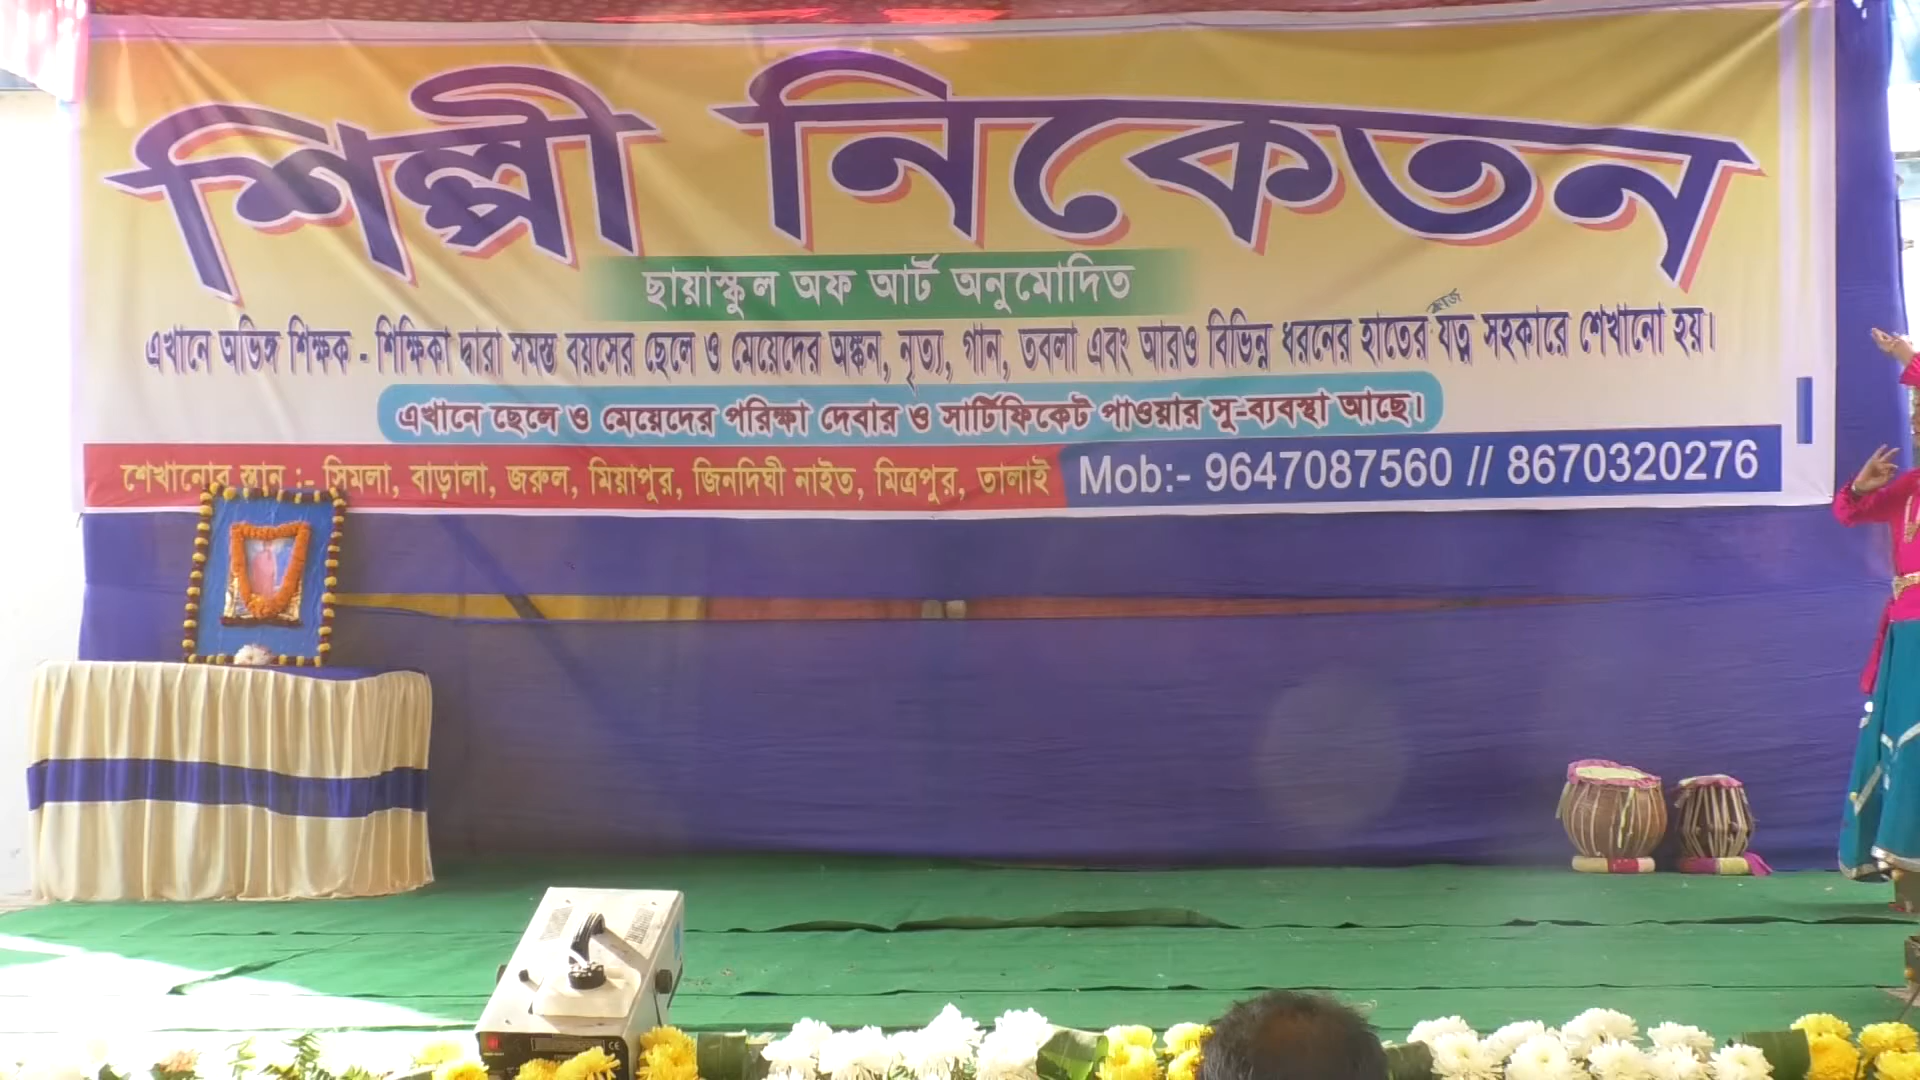 শিল্পী নিকেতন
ছায়াস্কুল অফ আর্ট অনুমোদিত
কাজ
এখানে অভিঙ্গ শিক্ষক - শিক্ষিকা দ্বারা সমস্ত বয়সের ছেলে ও মেয়েদের অঙ্কন, নৃত্য, গান, তবলা এবং আরও বিভিন্ন ধরনের হাতের যত্ন সহকারে শেখানো হয়।
এখানে ছেলে ও মেয়েদের পরিক্ষা দেবার ও সার্টিফিকেট পাওয়ার সু-ব্যবস্থা আছে।
শেখানোর স্তান :- সিমলা, বাড়ালা, জরুল, মিয়াপুর, জিনদিঘী নাইত, মিত্রপুর, তালাই Mob:- 9647087560 // 8670320276